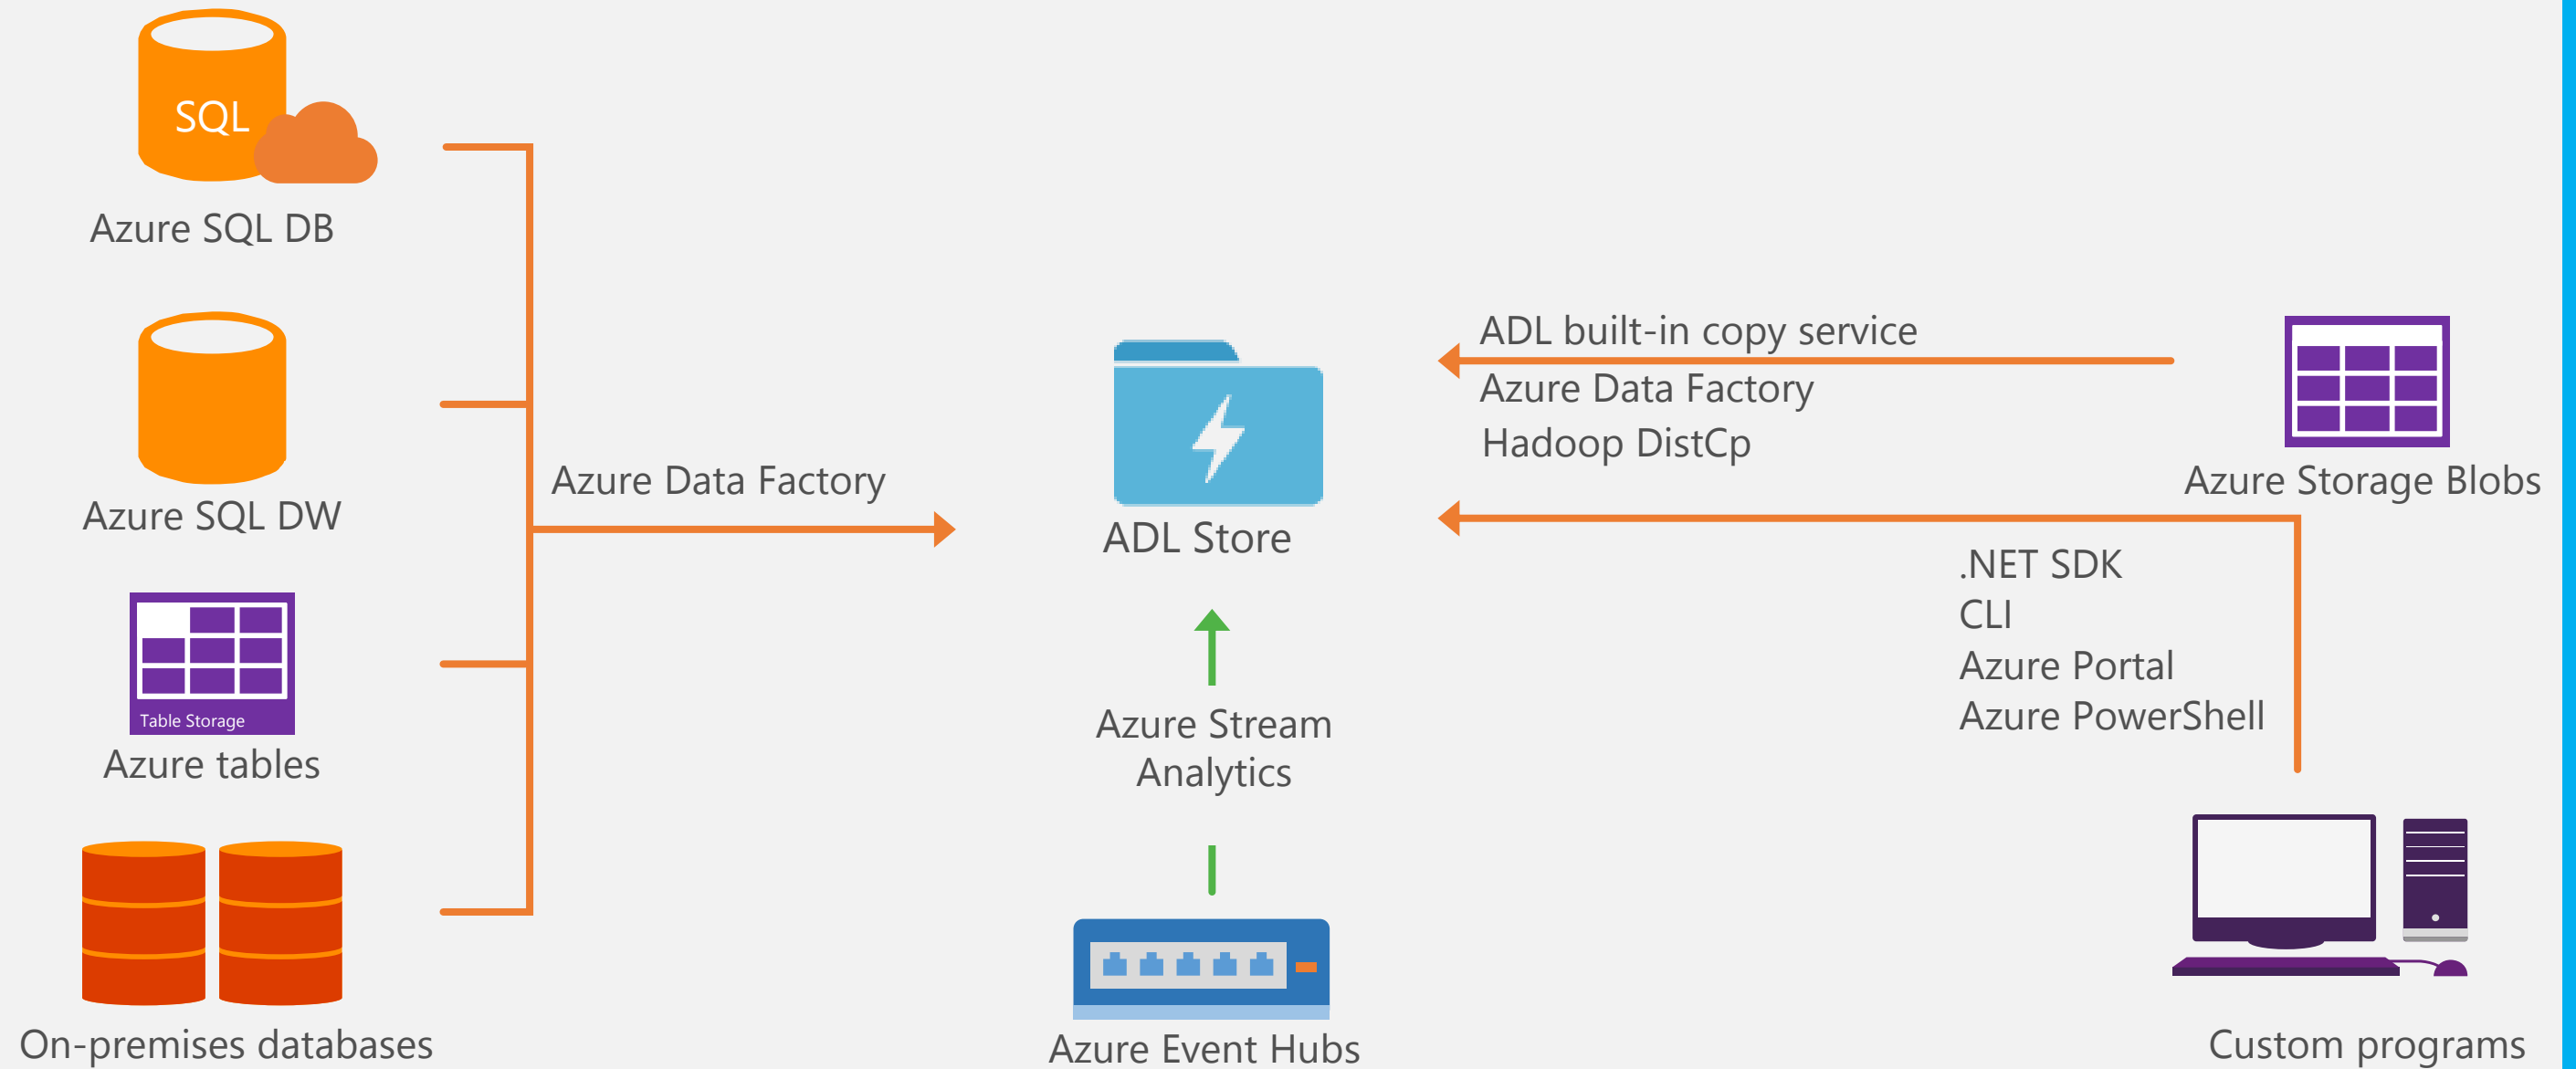 SQL
Azure SQL DB
Azure SQL DW
Table Storage
Azure tables
On-premises databases
Azure Data Factory
ADL Store
Azure Stream
Analytics
Azure Event Hubs
ADL built-in copy service
Azure Data Factory
Hadoop DistCp
Azure Storage Blobs
.NET SDK
CLI
Azure Portal
Azure PowerShell
Custom programs